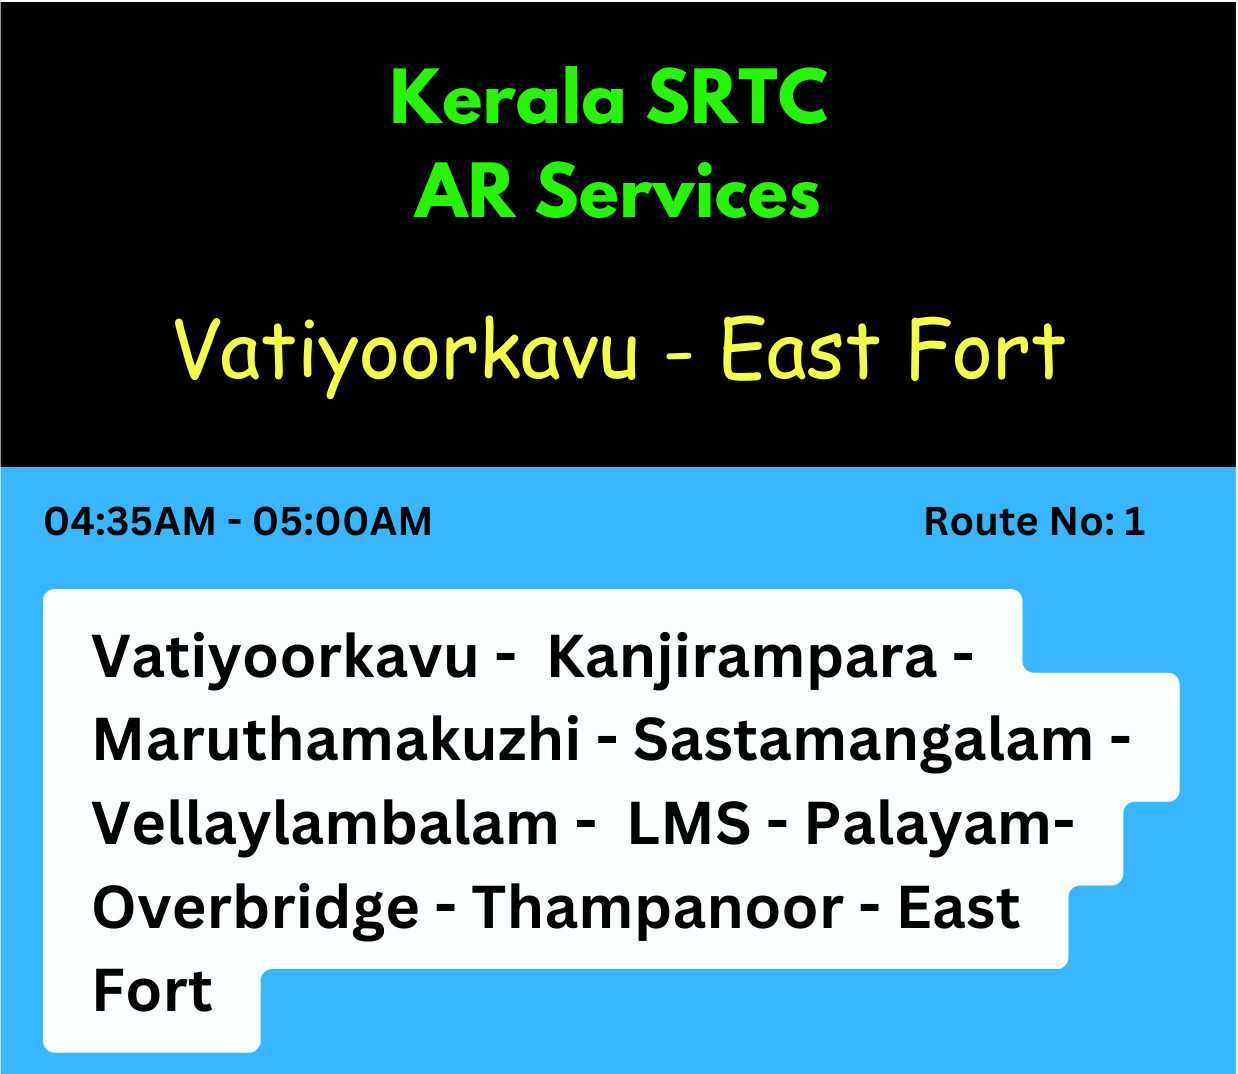 Kerala SRTC
AR Services
Vatiyoorkavu - East Fort
04:35AM - 05:00AM
Route No: 1
Vatiyoorkavu - Kanjirampara -
Maruthamakuzhi - Sastamangalam -
Vellaylambalam - LMS - Palayam-
Overbridge - Thampanoor - East
Fort